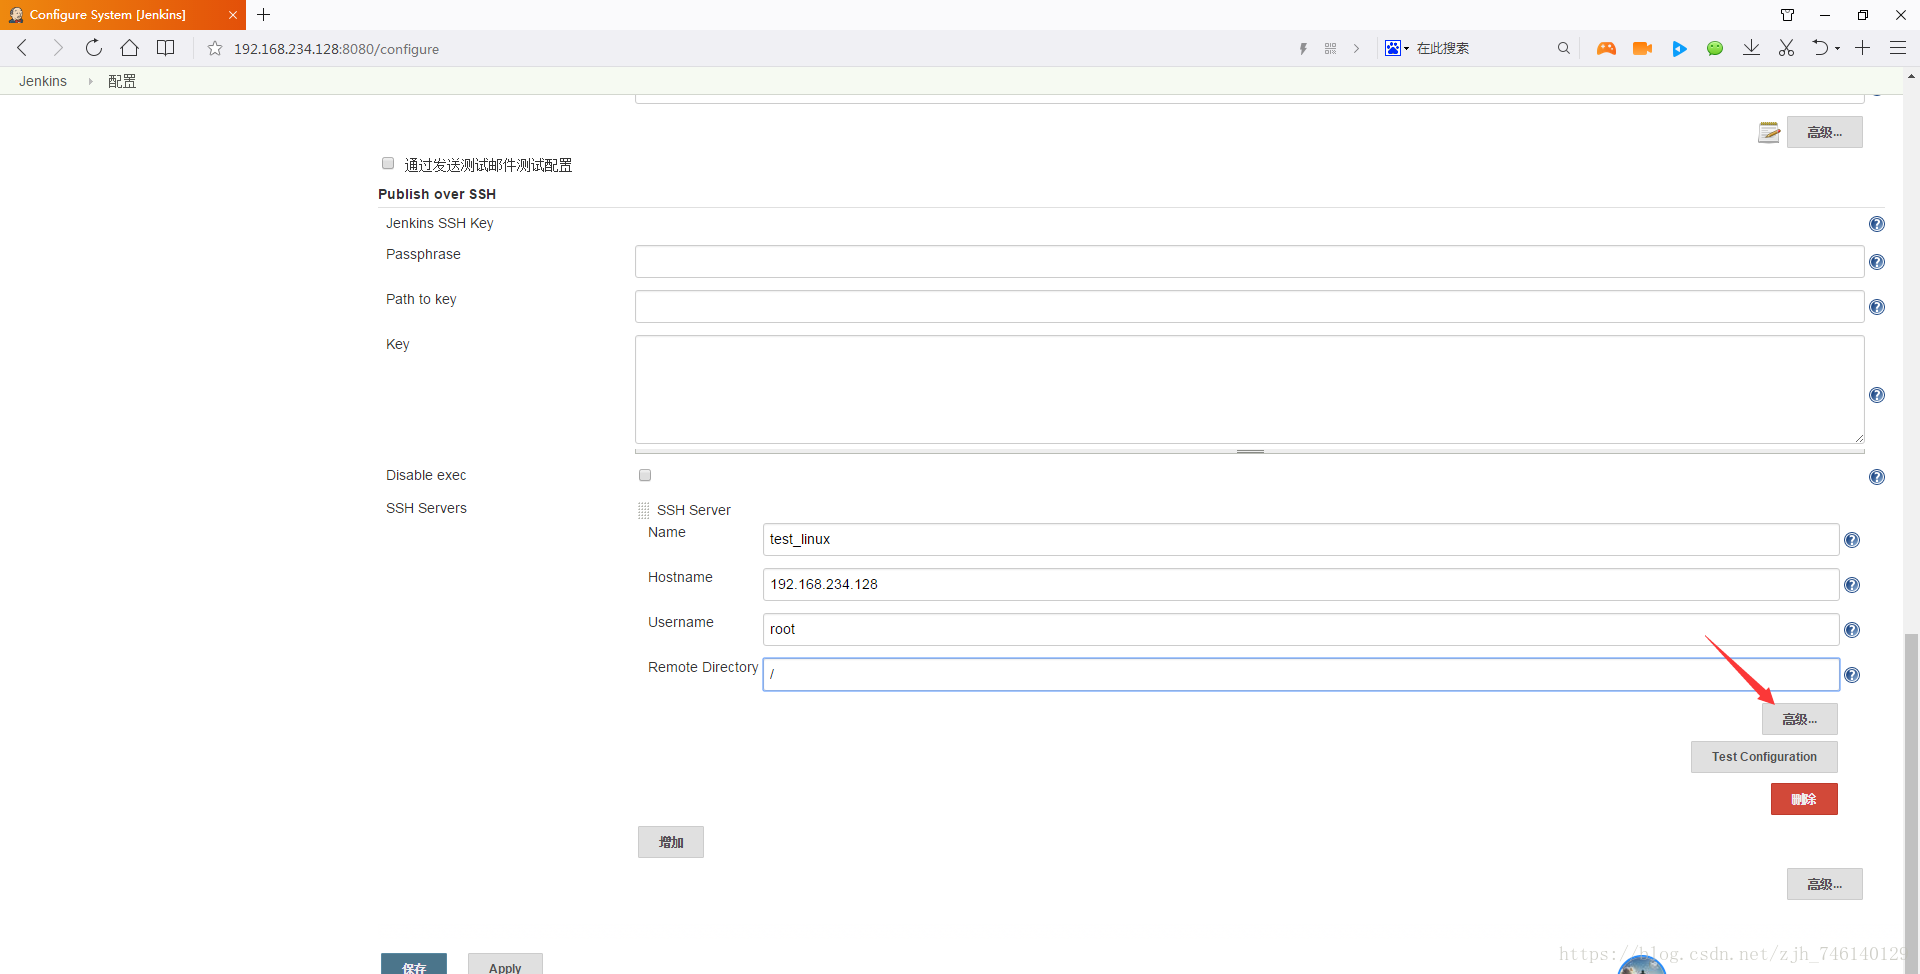 Configure System [Jenkins]
192.168.234.128:8080/configure
在此搜索
Jenkins
配置
高级...
通过发送测试邮件测试配置
Publish over SSH
Jenkins SSH Key
Passphrase
Path to key
Key
Disable exec
SSH Servers
SSH Server
Name
test_linux
Hostname
192.168.234.128
Username
root
Remote Directory
/
高级...
Test Configuration
删除
增加
高级...
保存
Apply
https://blog.csdn.net/zjh_746140129